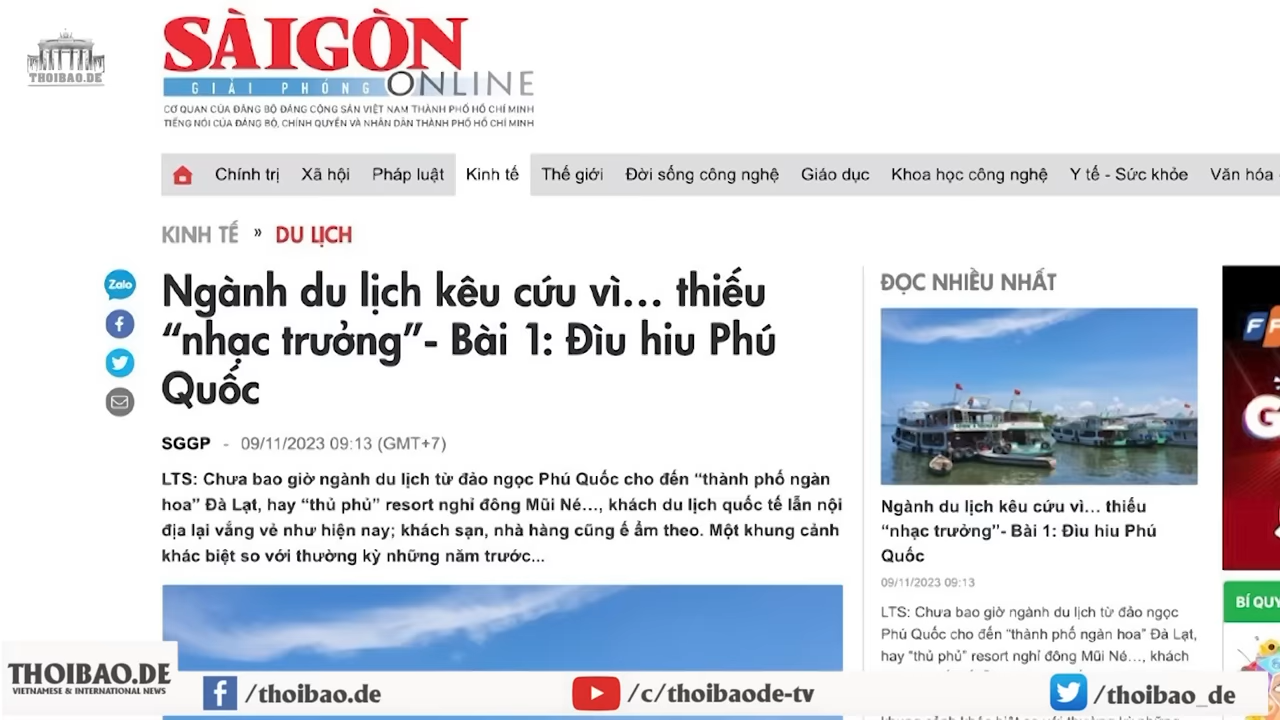 THOIBAO.DE
SÀIGÒN
GIẢI PHÓNG ONLINE
CƠ QUAN CỦA ĐẢNG BỘ ĐẢNG CỘNG SẢN VIỆT NAM THÀNH PHỐ HỒ CHÍ MINH
TIẾNG NÓI CỦA ĐẢNG BỘ, CHÍNH QUYỀN VÀ NHÂN DÂN THÀNH PHỐ HỒ CHÍ MINH
Chính trị Xã hội Pháp luật Kinh tế Thế giới Đời sống công nghệ Giáo dục Khoa học công nghệ Y tế - Sức khỏe Văn hóa
KINH TẾ » DU LỊCH
Zalo
Ngành du lịch kêu cứu vì... thiếu
“nhạc trưởng”- Bài 1: Đìu hiu Phú
Quốc
SGGP - 09/11/2023 09:13 (GMT+7)
LTS: Chưa bao giờ ngành du lịch từ đảo ngọc Phú Quốc cho đến “thành phố ngàn
hoa” Đà Lạt, hay “thủ phủ” resort nghỉ đông Mũi Né..., khách du lịch quốc tế lẫn nội
địa lại vắng vẻ như hiện nay; khách sạn, nhà hàng cũng ế ẩm theo. Một khung cảnh
khác biệt so với thường kỳ những năm trước...
ĐỌC NHIỀU NHẤT
Ngành du lịch kêu cứu vì... thiếu
“nhạc trưởng”- Bài 1: Đìu hiu Phú
Quốc
09/11/2023 09:13
LTS: Chưa bao giờ ngành du lịch từ đảo ngọc
Phú Quốc cho đến “thành phố ngàn hoa” Đà Lạt,
hay “thủ phủ” resort nghỉ đông Mũi Né..., khách
BÍ QUY
THOIBAO.DE
VIETNAMESE & INTERNATIONAL NEWS
/thoibao.de
/c/thoibaode-tv
/thoibao_de